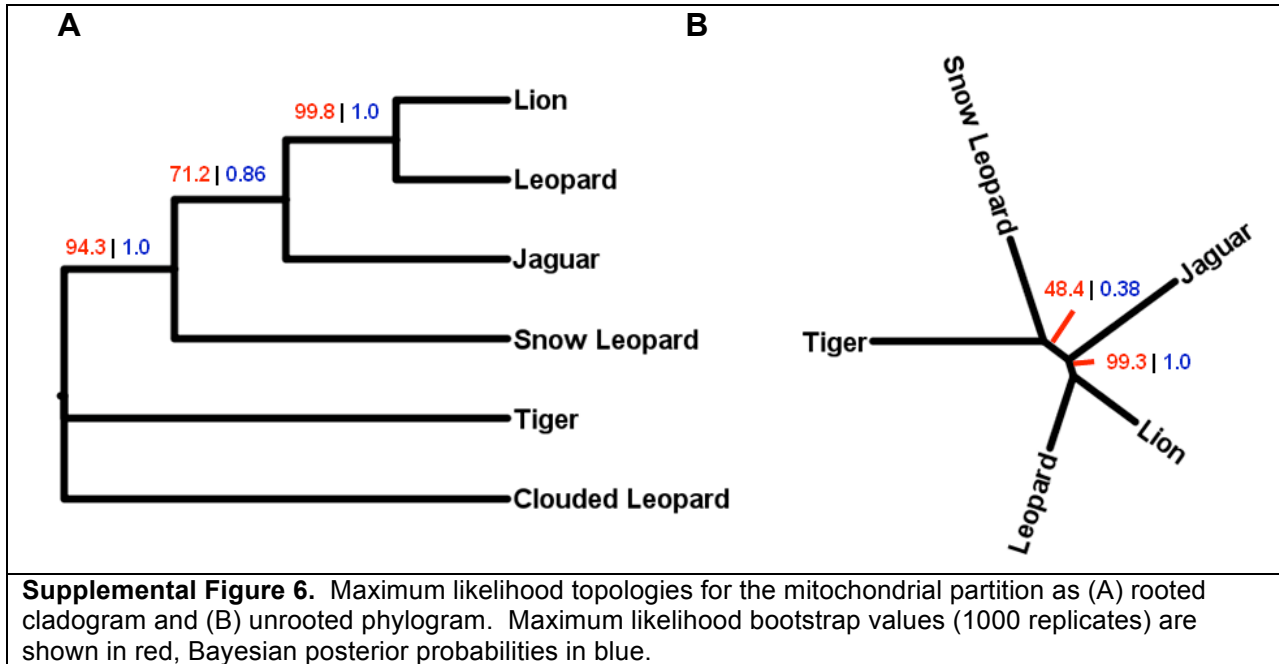 A
B
99.8 | 1.0
Lion
71.2 | 0.86
Leopard
94.3 | 1.0
Jaguar
Snow Leopard
Tiger
Clouded Leopard
Snow Leopard
Jaguar
48.4 | 0.38
Tiger
99.3 | 1.0
Lion
Leopard
Supplemental Figure 6. Maximum likelihood topologies for the mitochondrial partition as (A) rooted
cladogram and (B) unrooted phylogram. Maximum likelihood bootstrap values (1000 replicates) are
shown in red, Bayesian posterior probabilities in blue.